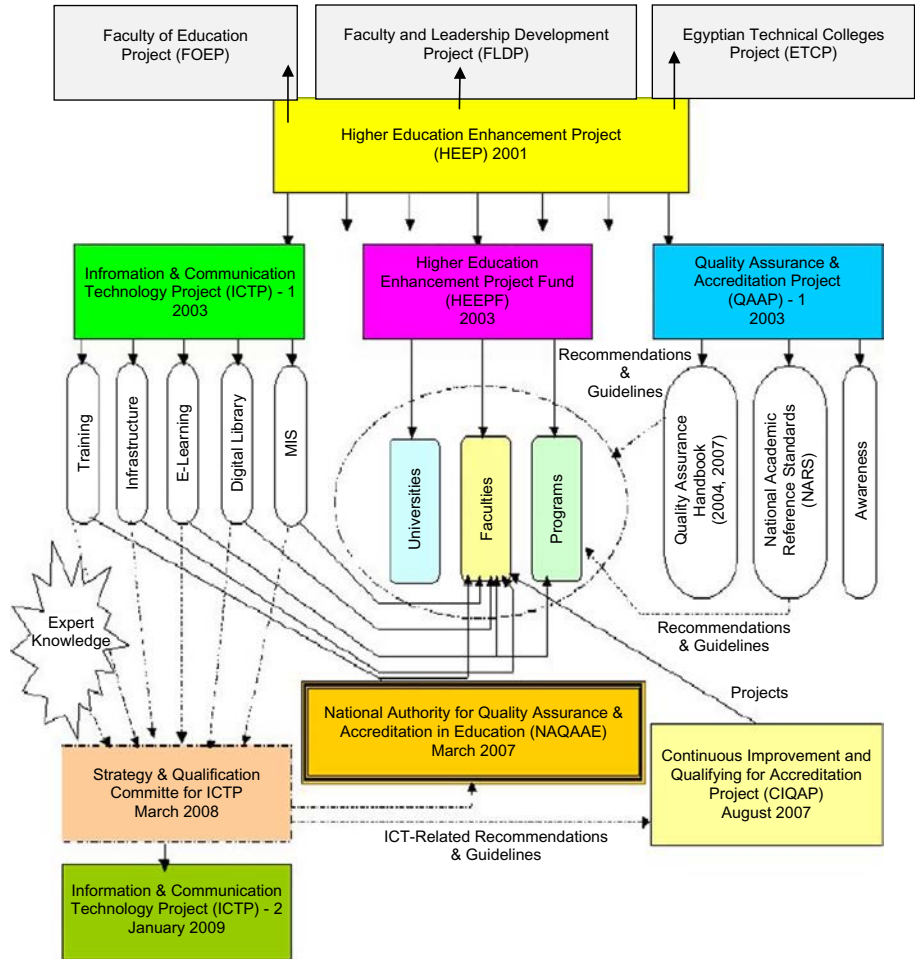 Faculty of Education
Project (FOEP)
Faculty and Leadership Development
Project (FLDP)
Egyptian Technical Colleges
Project (ETCP)
Higher Education Enhancement Project
(HEEP) 2001
Infromation & Communication
Technology Project (ICTP) - 1
2003
Higher Education
Enhancement Project Fund
(HEEPF)
2003
Quality Assurance &
Accreditation Project
(QAAP) - 1
2003
Recommendations
&
Guidelines
Training
Infrastructure
E-Learning
Digital Library
MIS
Universities
Faculties
Programs
Quality Assurance
Handbook
(2004, 2007)
National Academic
Reference Standards
(NARS)
Awareness
Expert
Knowledge
Recommendations
& Guidelines
Projects
National Authority for Quality Assurance &
Accreditation in Education (NAQAAE)
March 2007
Strategy & Qualification
Committe for ICTP
March 2008
Continuous Improvement and
Qualifying for Accreditation
Project (CIQAP)
August 2007
ICT-Related Recommendations
& Guidelines
Information & Communication
Technology Project (ICTP) - 2
January 2009